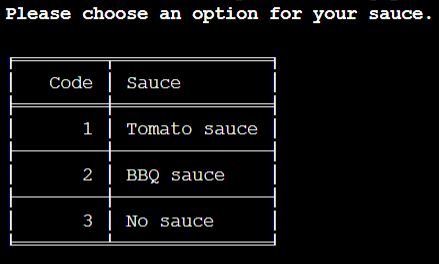 Please choose an option for your sauce.
Code Sauce
1 Tomato sauce
2 BBQ sauce
3 No sauce